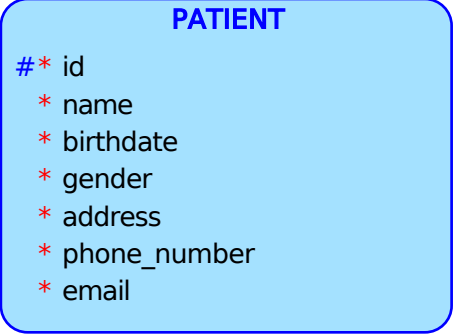 PATIENT
#* id
* name
* birthdate
* gender
* address
* phone_number
* email